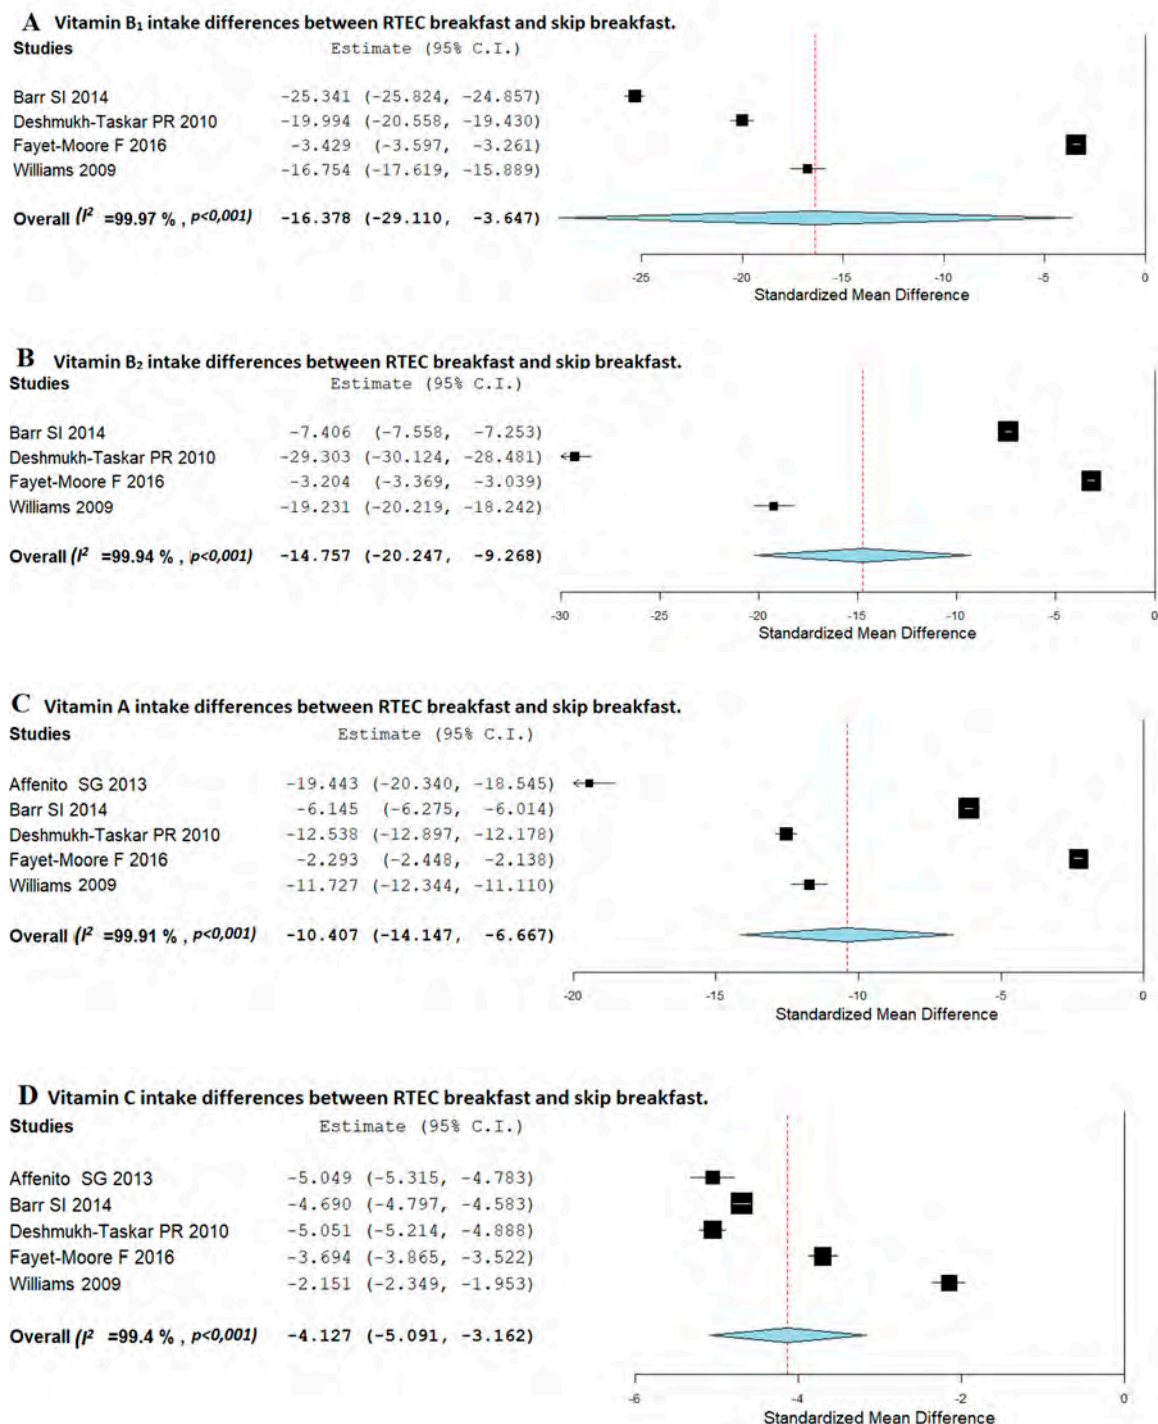 A Vitamin B₁ intake differences between RTEC breakfast and skip breakfast.
Studies Estimate (95% C.I.)
Barr SI 2014 -25.341 (-25.824, -24.857)
Deshmukh-Taskar PR 2010 -19.994 (-20.558, -19.430)
Fayet-Moore F 2016 -3.429 (-3.597, -3.261)
Williams 2009 -16.754 (-17.619, -15.889)
Overall (I² =99.97 % , p<0,001) -16.378 (-29.110, -3.647)
-25 -20 -15 -10 -5 0
Standardized Mean Difference
B Vitamin B₂ intake differences between RTEC breakfast and skip breakfast.
Studies Estimate (95% C.I.)
Barr SI 2014 -7.406 (-7.558, -7.253)
Deshmukh-Taskar PR 2010 -29.303 (-30.124, -28.481)
Fayet-Moore F 2016 -3.204 (-3.369, -3.039)
Williams 2009 -19.231 (-20.219, -18.242)
Overall (I² =99.94 % , p<0,001) -14.757 (-20.247, -9.268)
-30 -25 -20 -15 -10 -5 0
Standardized Mean Difference
C Vitamin A intake differences between RTEC breakfast and skip breakfast.
Studies Estimate (95% C.I.)
Affenito SG 2013 -19.443 (-20.340, -18.545)
Barr SI 2014 -6.145 (-6.275, -6.014)
Deshmukh-Taskar PR 2010 -12.538 (-12.897, -12.178)
Fayet-Moore F 2016 -2.293 (-2.448, -2.138)
Williams 2009 -11.727 (-12.344, -11.110)
Overall (I² =99.91 % , p<0,001) -10.407 (-14.147, -6.667)
-20 -15 -10 -5 0
Standardized Mean Difference
D Vitamin C intake differences between RTEC breakfast and skip breakfast.
Studies Estimate (95% C.I.)
Affenito SG 2013 -5.049 (-5.315, -4.783)
Barr SI 2014 -4.690 (-4.797, -4.583)
Deshmukh-Taskar PR 2010 -5.051 (-5.214, -4.888)
Fayet-Moore F 2016 -3.694 (-3.865, -3.522)
Williams 2009 -2.151 (-2.349, -1.953)
Overall (I² =99.4 % , p<0,001) -4.127 (-5.091, -3.162)
-6 -4 -2 0
Standardized Mean Difference